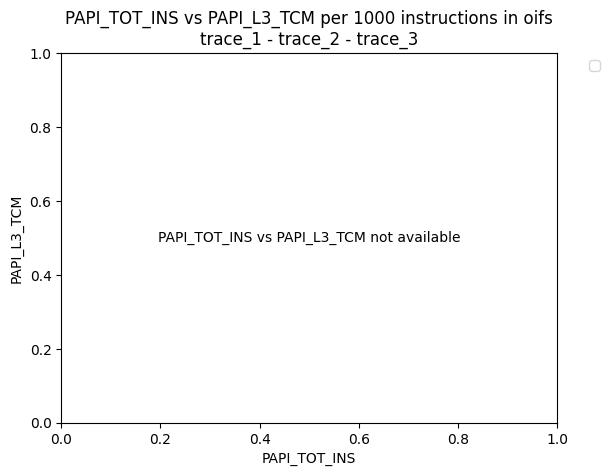 PAPI_TOT_INS vs PAPI_L3_TCM per 1000 instructions in oifs
trace_1 - trace_2 - trace_3
1.0
0.8
0.6
0.4
0.2
0.0
PAPI_L3_TCM
PAPI_TOT_INS vs PAPI_L3_TCM not available
0.0 0.2 0.4 0.6 0.8 1.0
PAPI_TOT_INS